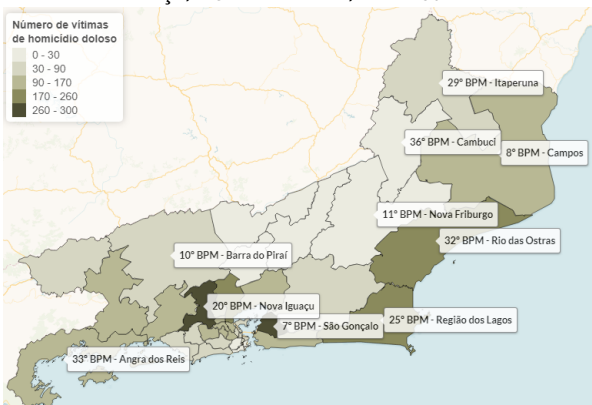 Número de vítimas
de homicídio doloso
0 - 30
30 - 90
90 - 170
170 - 260
260 - 300
29° BPM - Itaperuna
36° BPM - Cambuci
8° BPM - Campos
11° BPM - Nova Friburgo
32° BPM - Rio das Ostras
10° BPM - Barra do Piraí
20° BPM - Nova Iguaçu
7° BPM - São Gonçalo
25° BPM - Região dos Lagos
33° BPM - Angra dos Reis